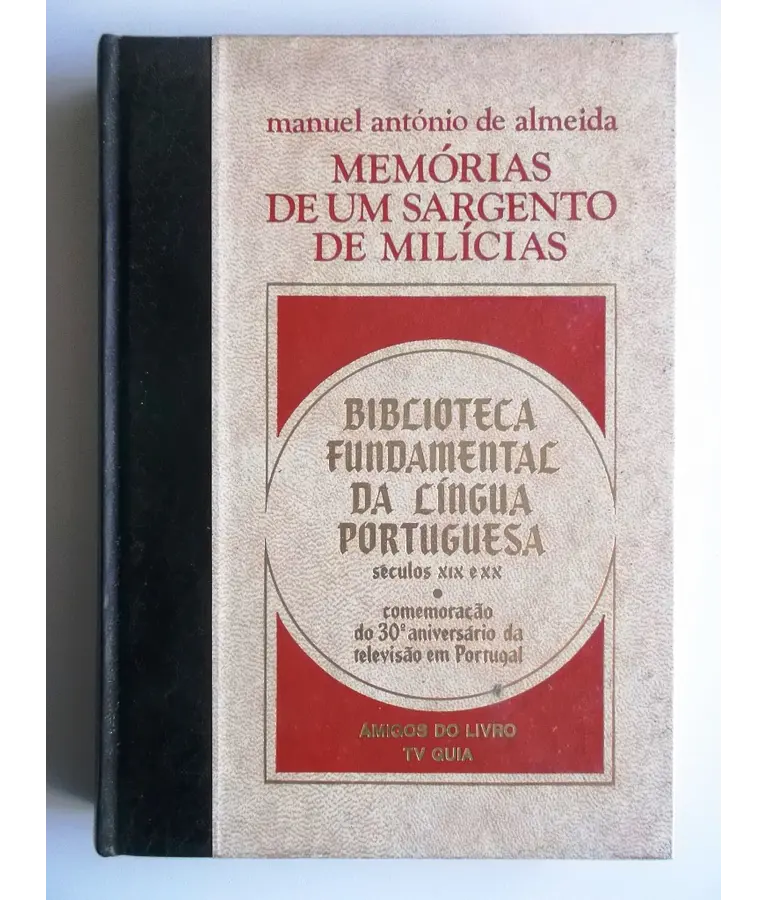 manuel antónio de almeida
MEMÓRIAS
DE UM SARGENTO
DE MILÍCIAS
BIBLIOTECA
FUNDAMENTAL
DA LÍNGUA
PORTUGUESA
séculos XIX e XX
•
comemoração
do 30º aniversário da
televisão em Portugal
AMIGOS DO LIVRO
TV GUIA